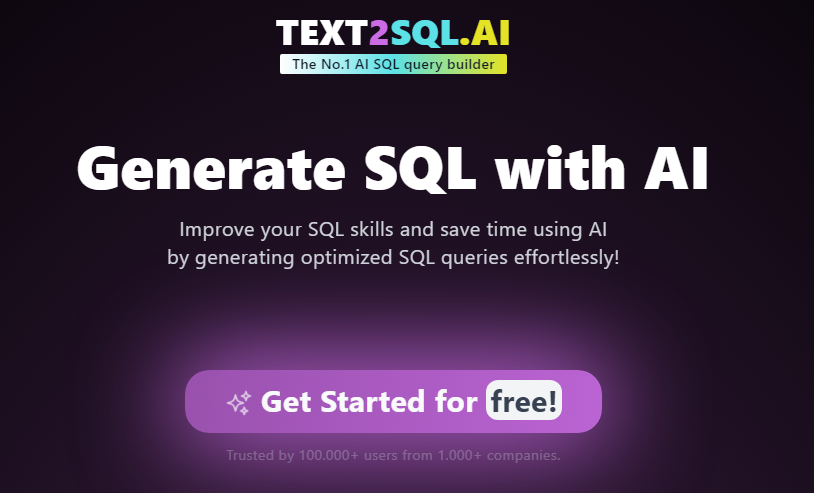 TEXT2SQL.AI
The No.1 AI SQL query builder
Generate SQL with AI
Improve your SQL skills and save time using AI
by generating optimized SQL queries effortlessly!
Get Started for free!
Trusted by 100.000+ users from 1.000+ companies.